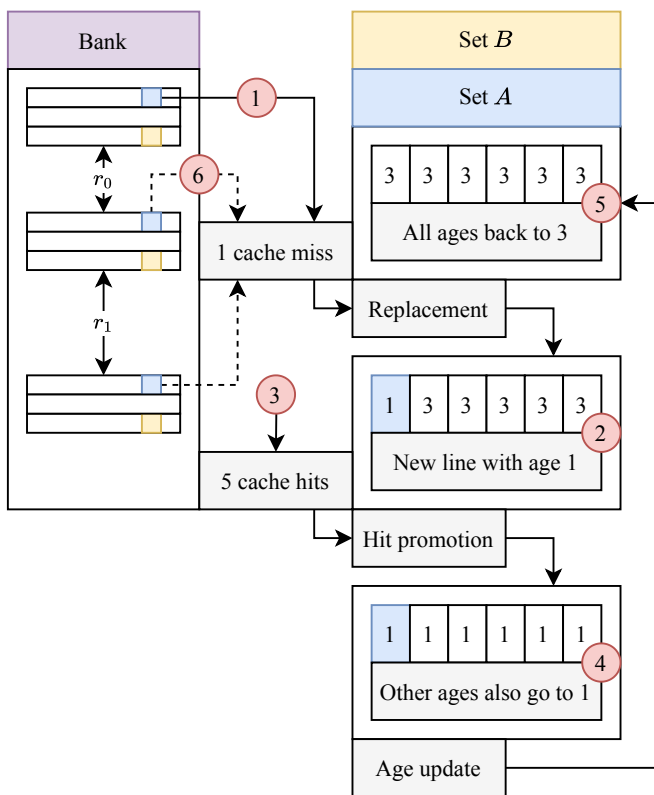 Bank
Set B
Set A
1
3 3 3 3 3 3
5
All ages back to 3
r0
6
1 cache miss
Replacement
r1
3
1 3 3 3 3 3
2
New line with age 1
5 cache hits
Hit promotion
1 1 1 1 1 1
4
Other ages also go to 1
Age update